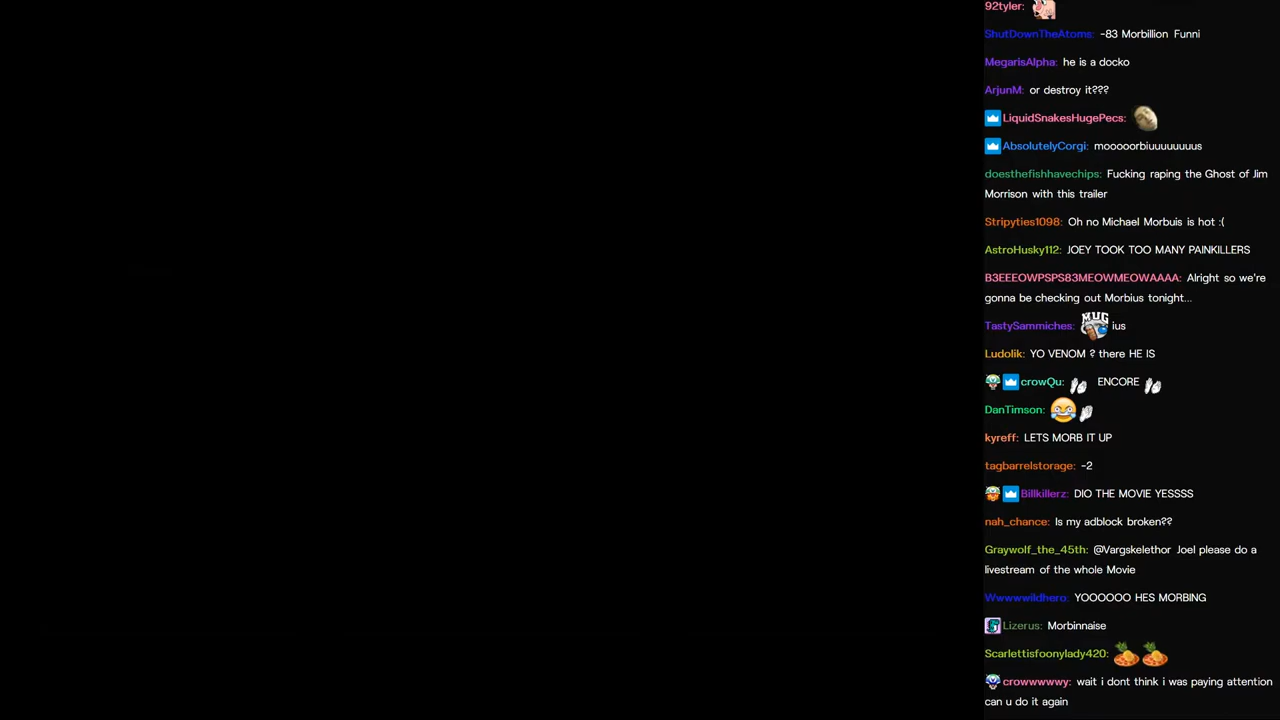 92tyler:
ShutDownTheAtoms: -83 Morbillion Funni
MegarisAlpha: he is a docko
ArjunM: or destroy it???
LiquidSnakesHugePecs:
AbsolutelyCorgi: mooooorbiuuuuuuuus
doesthefishhavechips: Fucking raping the Ghost of Jim
Morrison with this trailer
Stripyties1098: Oh no Michael Morbuis is hot :(
AstroHusky112: JOEY TOOK TOO MANY PAINKILLERS
B3EEEOWPSPS83MEOWMEOWAAAA: Alright so we're
gonna be checking out Morbius tonight...
TastySammiches: MUG ius
Ludolik: YO VENOM ? there HE IS
crowQu: ENCORE
DanTimson:
kyreff: LETS MORB IT UP
tagbarrelstorage: -2
Billkillerz: DIO THE MOVIE YESSSS
nah_chance: Is my adblock broken??
Graywolf_the_45th: @Vargskelethor Joel please do a
livestream of the whole Movie
Wwwwwildhero: YOOOOOO HES MORBING
Lizerus: Morbinnaise
Scarlettisfoonylady420:
crowwwwwy: wait i dont think i was paying attention
can u do it again